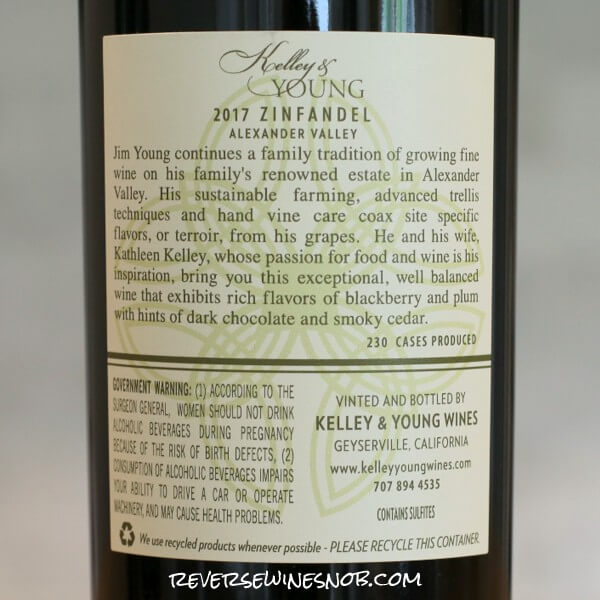 Kelley &
YOUNG
2017 ZINFANDEL
ALEXANDER VALLEY
Jim Young continues a family tradition of growing fine
wine on his family's renowned estate in Alexander
Valley. His sustainable farming, advanced trellis
techniques and hand vine care coax site specific
flavors, or terroir, from his grapes. He and his wife,
Kathleen Kelley, whose passion for food and wine is his
inspiration, bring you this exceptional, well balanced
wine that exhibits rich flavors of blackberry and plum
with hints of dark chocolate and smoky cedar.
230 CASES PRODUCED
GOVERNMENT WARNING: (1) ACCORDING TO THE
SURGEON GENERAL, WOMEN SHOULD NOT DRINK
ALCOHOLIC BEVERAGES DURING PREGNANCY
BECAUSE OF THE RISK OF BIRTH DEFECTS, (2)
CONSUMPTION OF ALCOHOLIC BEVERAGES IMPAIRS
YOUR ABILITY TO DRIVE A CAR OR OPERATE
MACHINERY, AND MAY CAUSE HEALTH PROBLEMS.
VINTED AND BOTTLED BY
KELLEY & YOUNG WINES
GEYSERVILLE, CALIFORNIA
www.kelleyyoungwines.com
707 894 4535
CONTAINS SULFITES
We use recycled products whenever possible - PLEASE RECYCLE THIS CONTAINER.
REVERSEWINESNOB.COM